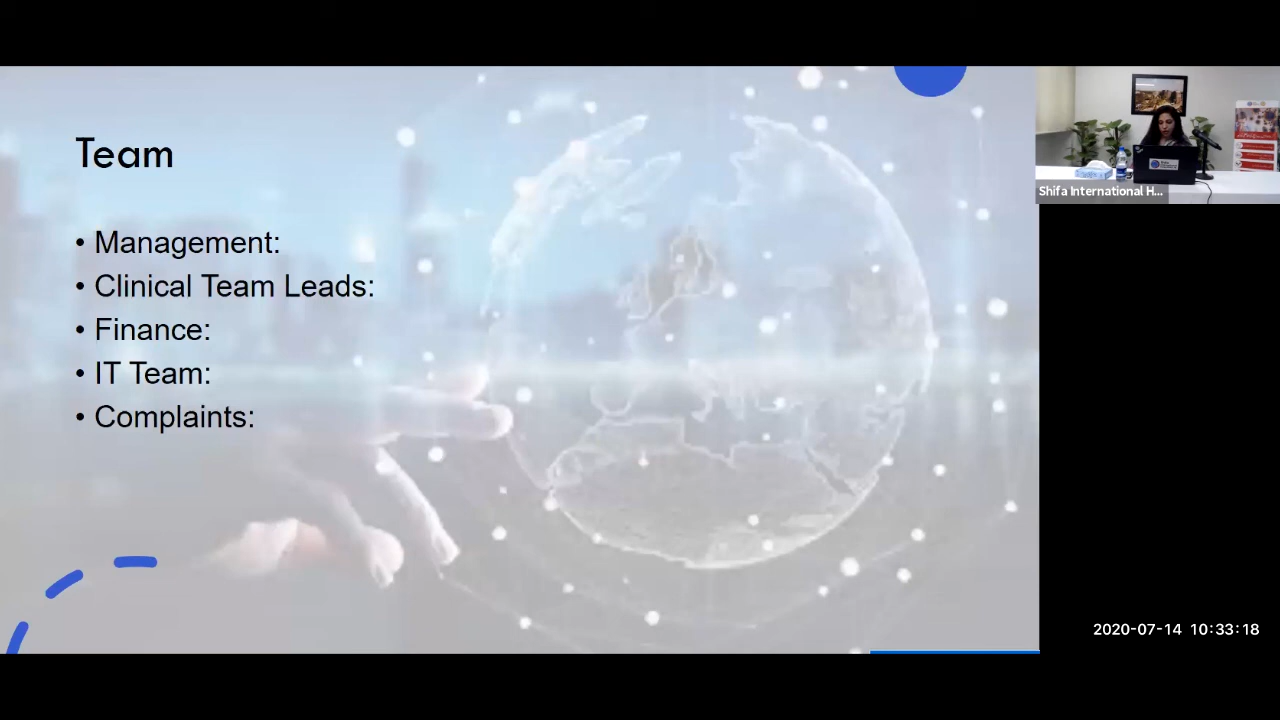 Team
• Management:
• Clinical Team Leads:
• Finance:
• IT Team:
• Complaints:
Shifa International H...
2020-07-14 10:33:18